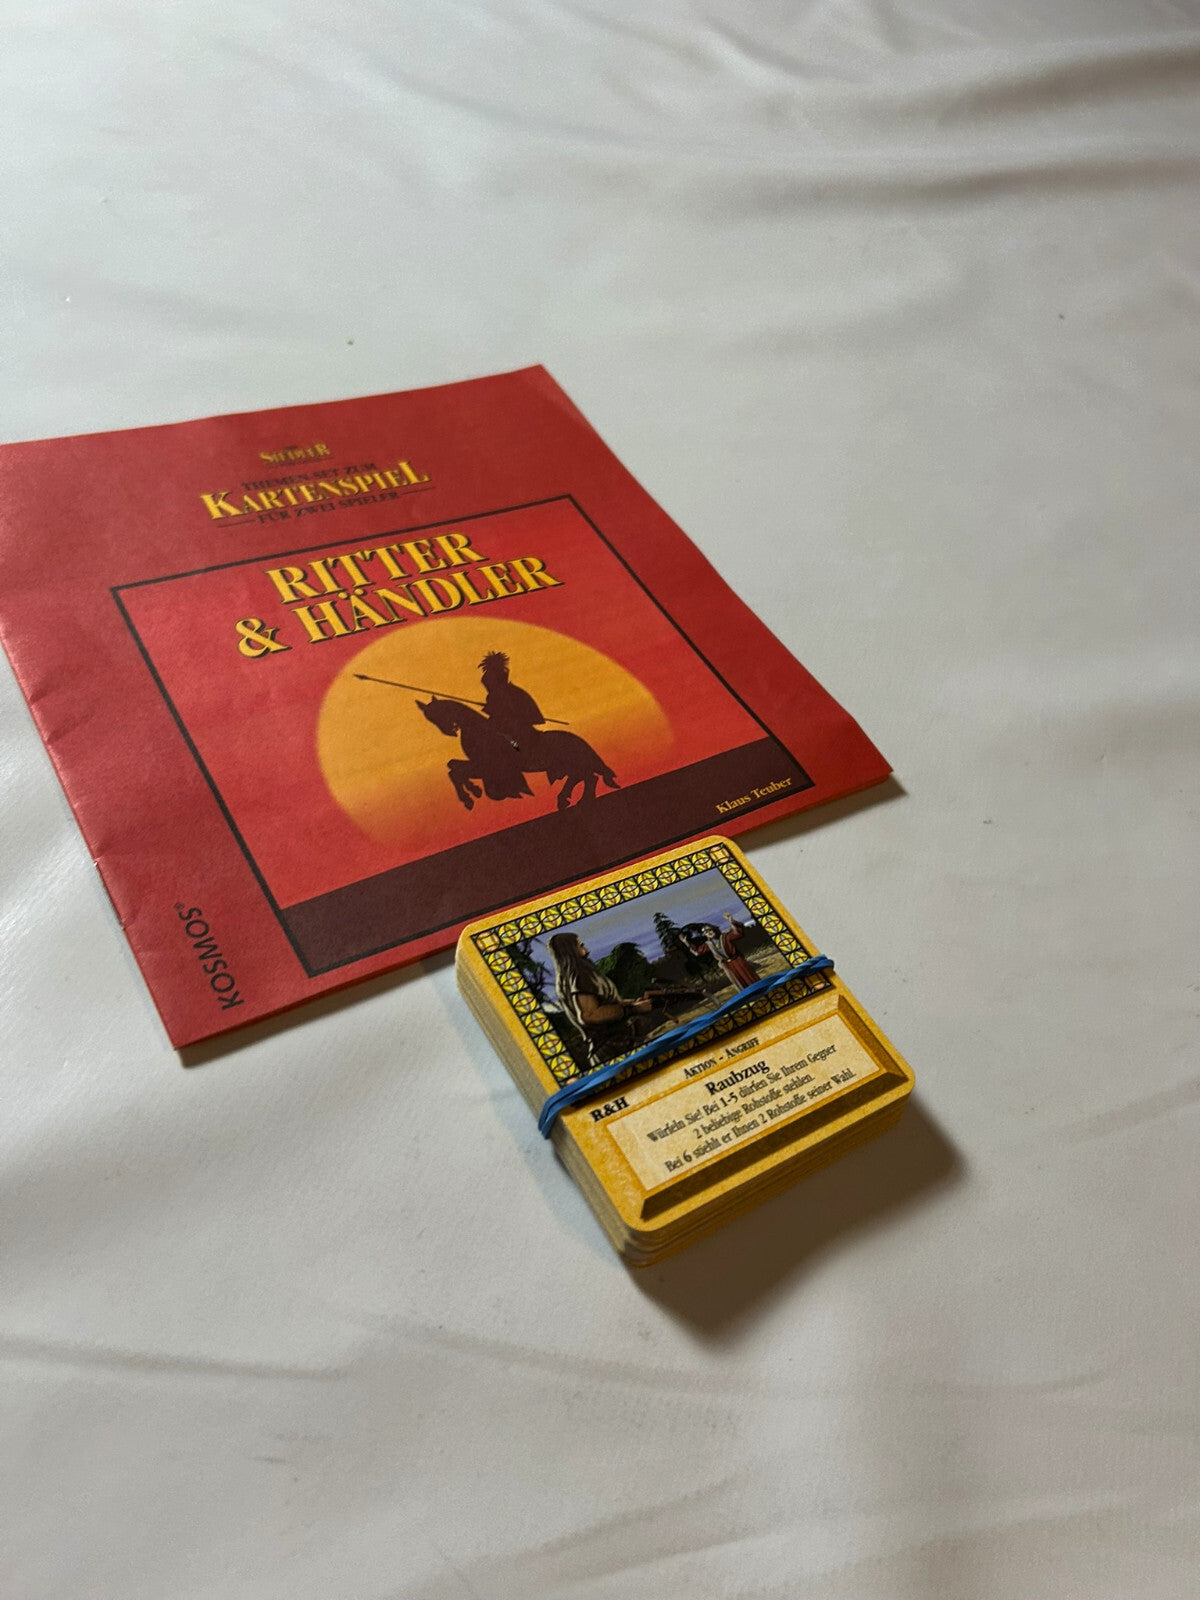 SIEDLER
THEMEN-SET ZUM
KARTENSPIEL
FÜR ZWEI SPIELER
RITTER
& HÄNDLER
Klaus Teuber
KOSMOS®
AKTION - ANGRIFF
Raubzug
R&H
Würfeln Sie! Bei 1-5 dürfen Sie Ihrem Gegner
2 beliebige Rohstoffe stehlen.
Bei 6 stiehlt er Ihnen 2 Rohstoffe seiner Wahl.